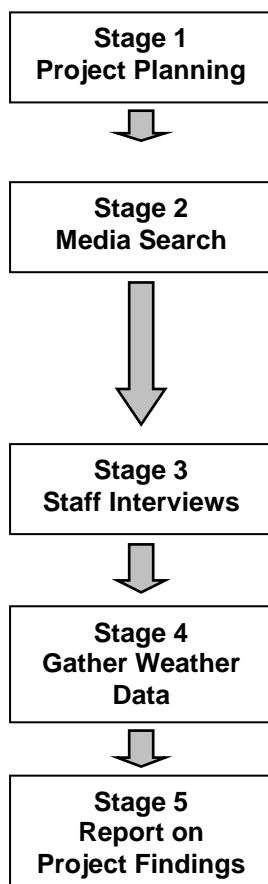 Stage 1
Project Planning
Stage 2
Media Search
Stage 3
Staff Interviews
Stage 4
Gather Weather
Data
Stage 5
Report on
Project Findings